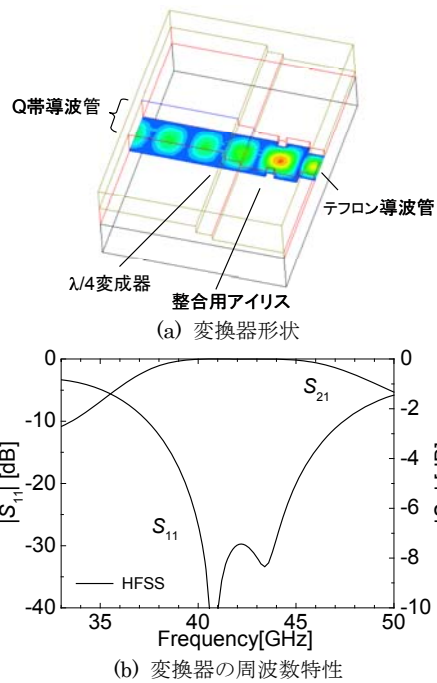 Q帯導波管
テフロン導波管
λ/4変成器
整合用アイリス
(a) 変換器形状
0
-10
-20
-30
-40
|S11| [dB]
S21
S11
HFSS
0
-2
-4
-6
-8
-10
35
40
45
50
Frequency[GHz]
(b) 変換器の周波数特性